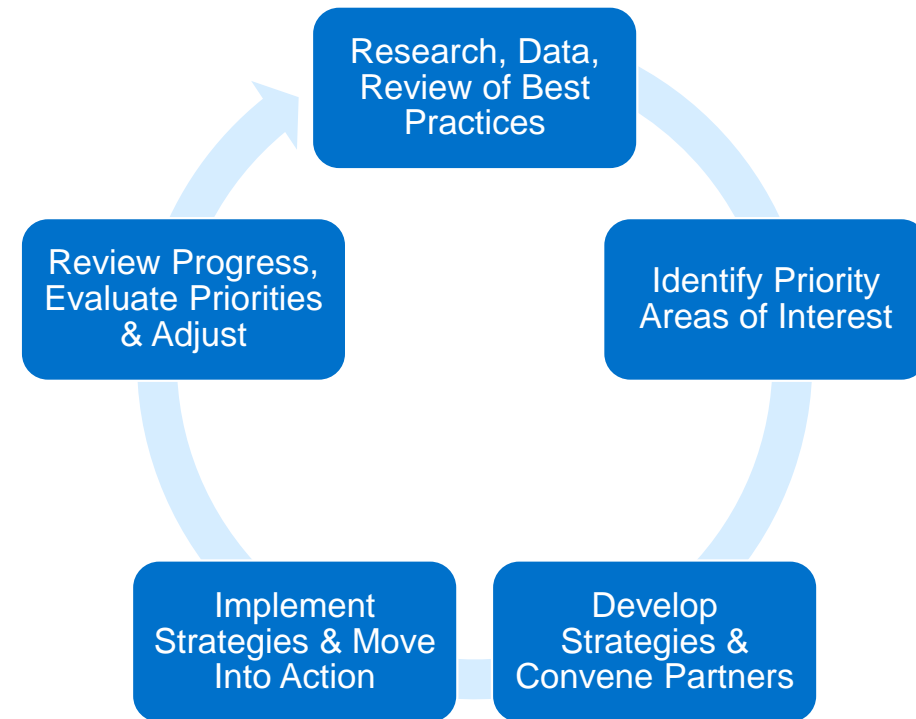 Research, Data,
Review of Best
Practices
Identify Priority
Areas of Interest
Develop
Strategies &
Convene Partners
Implement
Strategies & Move
Into Action
Review Progress,
Evaluate Priorities
& Adjust